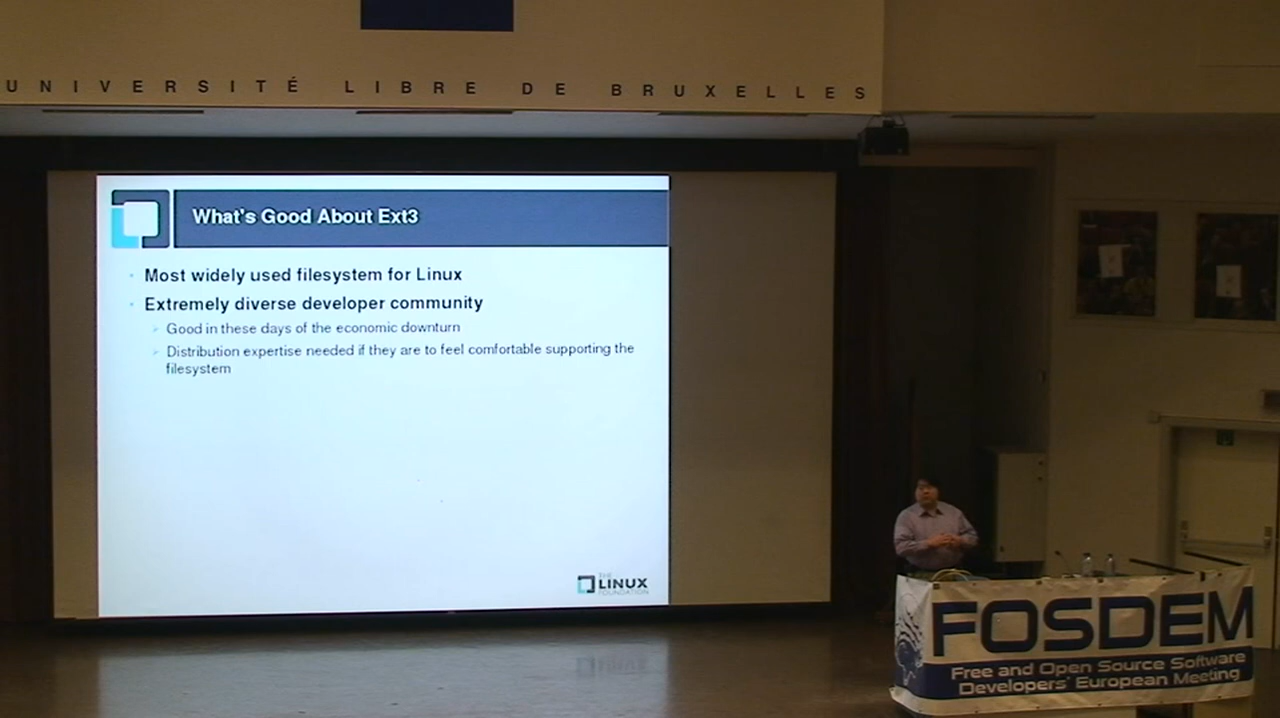 UNIVERSITÉ LIBRE DE BRUXELLES
What's Good About Ext3
Most widely used filesystem for Linux
Extremely diverse developer community
Good in these days of the economic downturn
Distribution expertise needed if they are to feel comfortable supporting the
filesystem
THE
LINUX
FOUNDATION
FOSDEM
Free and Open Source Software
Developers' European Meeting